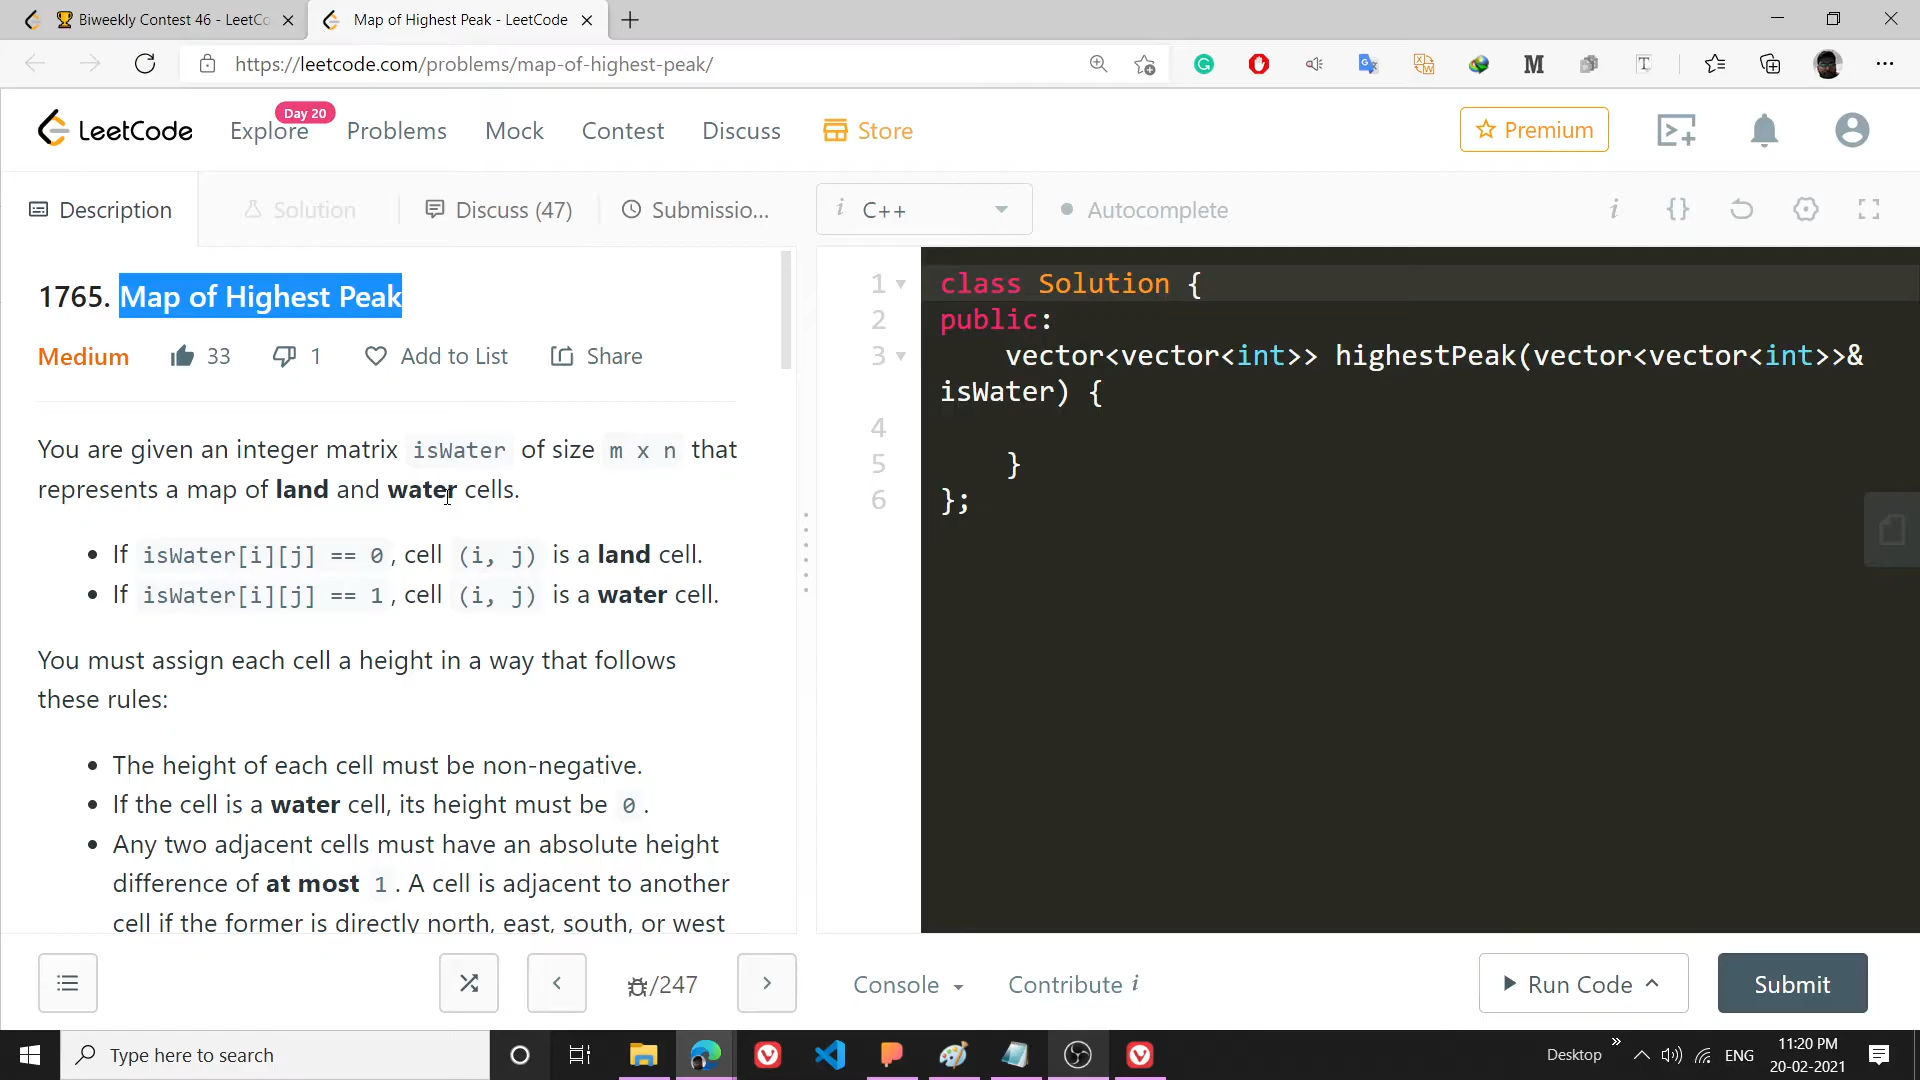 Biweekly Contest 46 - LeetCo
Map of Highest Peak - LeetCode
https://leetcode.com/problems/map-of-highest-peak/
LeetCode
Explore
Day 20
Problems
Mock
Contest
Discuss
Store
Premium
Description
Solution
Discuss (47)
Submissio...
i C++
Autocomplete
1765. Map of Highest Peak
Medium
33
1
Add to List
Share
You are given an integer matrix isWater of size m x n that
represents a map of land and water cells.
• If isWater[i][j] == 0, cell (i, j) is a land cell.
• If isWater[i][j] == 1, cell (i, j) is a water cell.
You must assign each cell a height in a way that follows
these rules:
• The height of each cell must be non-negative.
• If the cell is a water cell, its height must be 0.
• Any two adjacent cells must have an absolute height
difference of at most 1. A cell is adjacent to another
cell if the former is directly north, east, south, or west
1 class Solution {
2 public:
3 vector<vector<int>> highestPeak(vector<vector<int>>&
isWater) {
4
5 }
6 };
/247
Console
Contribute i
Run Code
Submit
Type here to search
Desktop
ENG
11:20 PM
20-02-2021